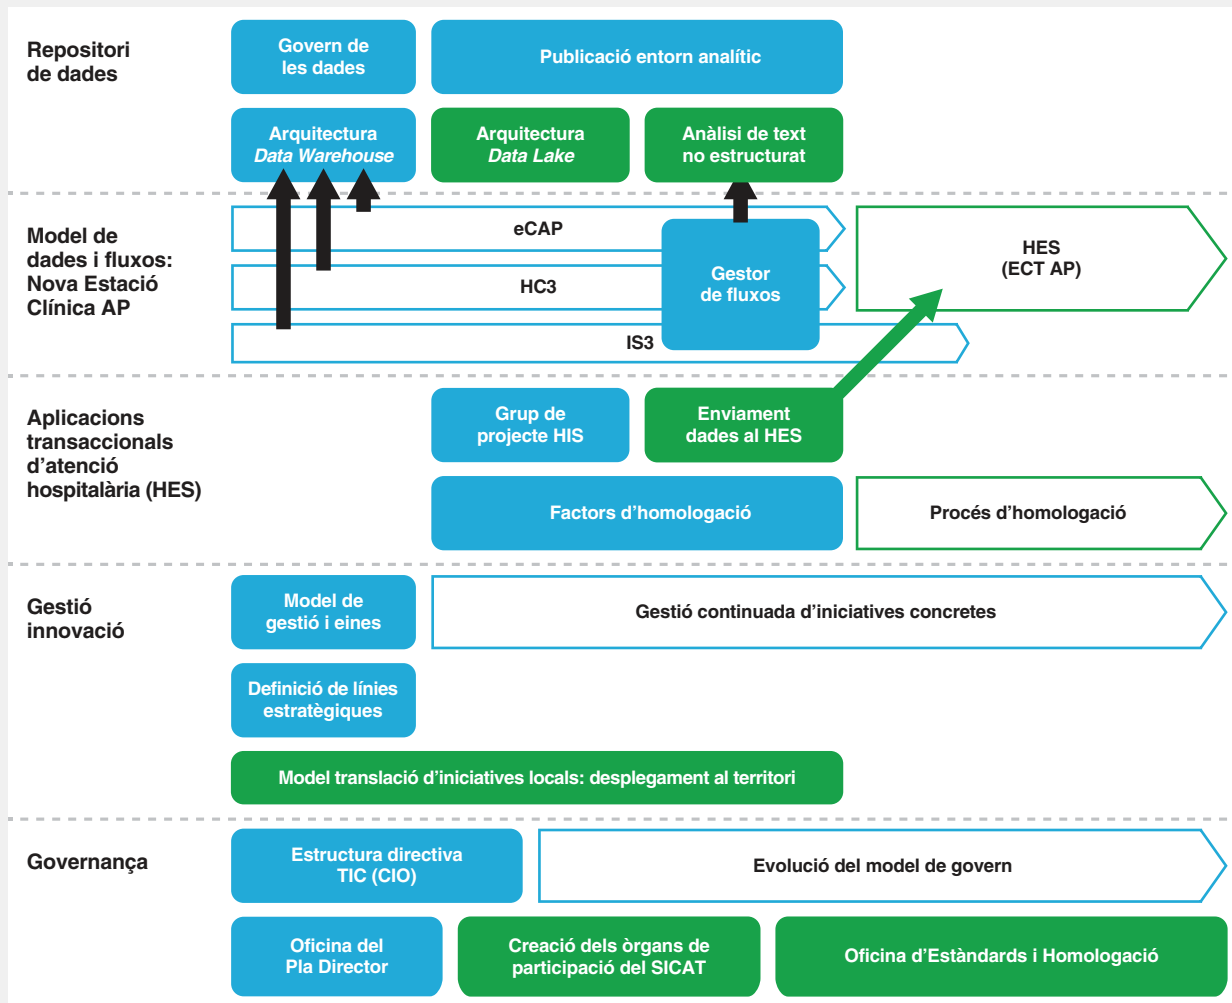 Repositori
de dades
Govern de
les dades
Publicació entorn analític
Arquitectura
Data Warehouse
Arquitectura
Data Lake
Anàlisi de text
no estructurat
Model de
dades i fluxos:
Nova Estació
Clínica AP
eCAP
HC3
IS3
Gestor
de fluxos
HES
(ECT AP)
Aplicacions
transaccionals
d’atenció
hospitalària (HES)
Grup de
projecte HIS
Enviament
dades al HES
Factors d’homologació
Procés d’homologació
Gestió
innovació
Model de
gestió i eines
Gestió continuada d’iniciatives concretes
Definició de línies
estratègiques
Model translació d’iniciatives locals: desplegament al territori
Governança
Estructura directiva
TIC (CIO)
Evolució del model de govern
Oficina del
Pla Director
Creació dels òrgans de
participació del SICAT
Oficina d’Estàndards i Homologació